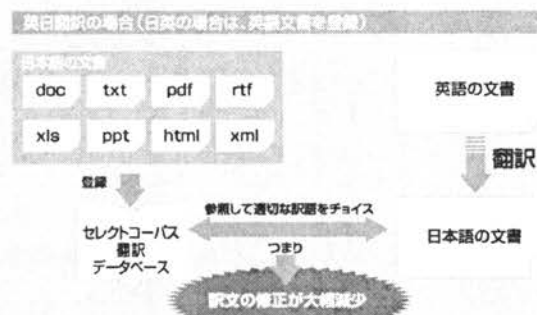 英日翻訳の場合(日英の場合は、英語文書を登録)
日本語の文書
doc txt pdf rtf
xls ppt html xml
登録
セレクトコーパス
翻訳
データベース
参照して適切な訳語をチョイス
つまり
英語の文書
翻訳
日本語の文書
訳文の修正が大幅減少